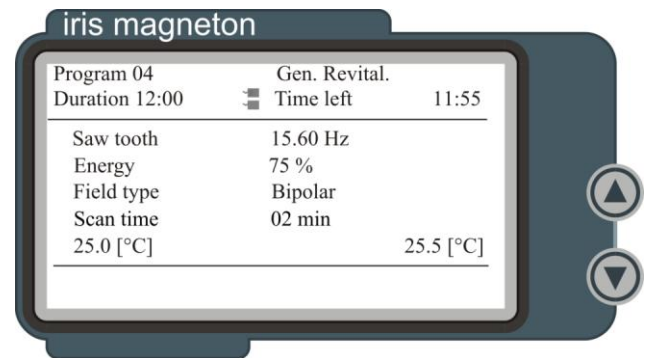 iris magneton
Program 04 Gen. Revital.
Duration 12:00 Time left 11:55
Saw tooth 15.60 Hz
Energy 75 %
Field type Bipolar
Scan time 02 min
25.0 [°C] 25.5 [°C]